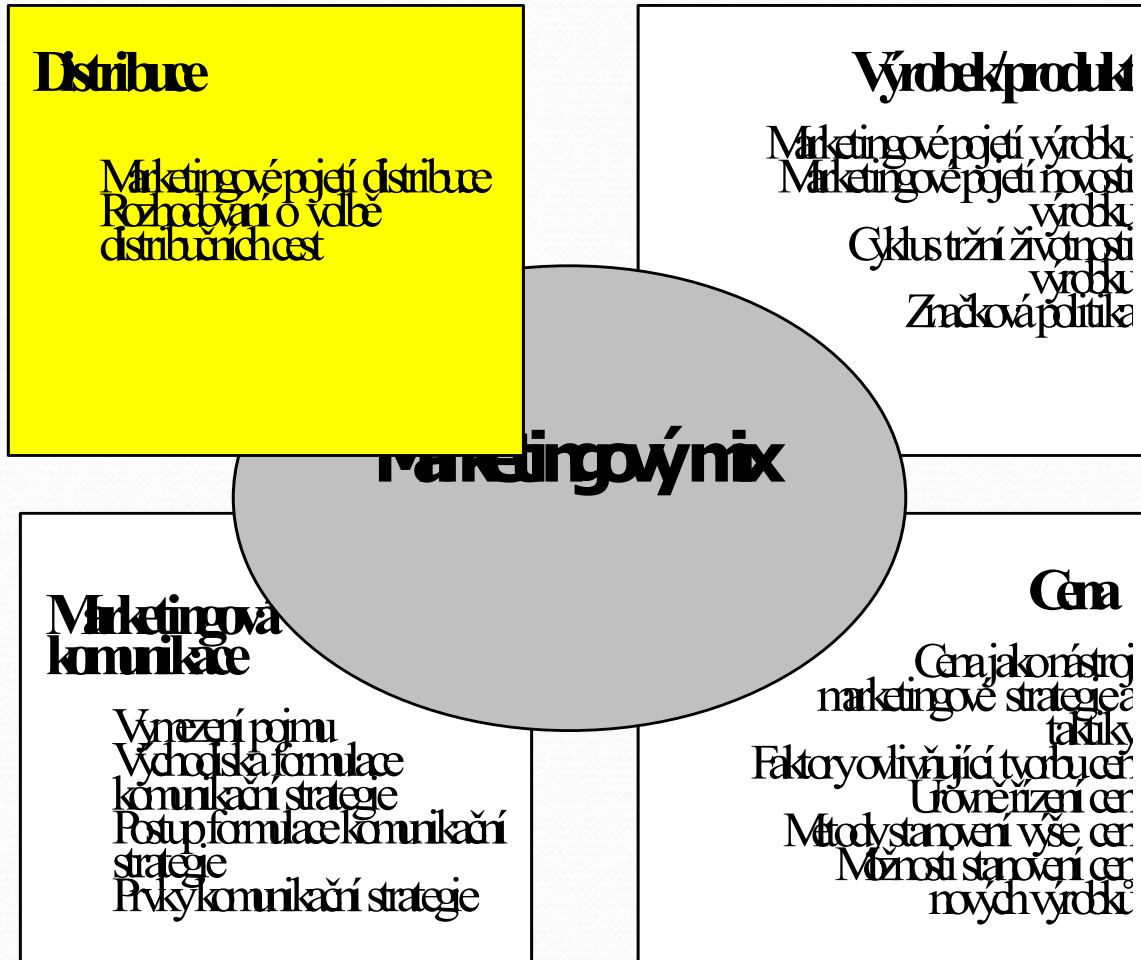 Distribuce
Marketingové pojetí distribuce
Rozhodování o volbě
distribučních cest
Výrobek/produkt
Marketingové pojetí výrobku
Marketingové pojetí novosti
výrobku
Cyklus tržní životnosti
výrobku
Značková politika
Marketingový mix
Marketingová
komunikace
Vymezení pojmu
Východiska formulace
komunikační strategie
Postup formulace komunikační
strategie
Prvky komunikační strategie
Cena
Cena jako nástroj
marketingové strategie a
taktiky
Faktory ovlivňující tvorbu cen
Úrovně řízení cen
Metody stanovení výše cen
Možnosti stanovení cen
nových výrobků